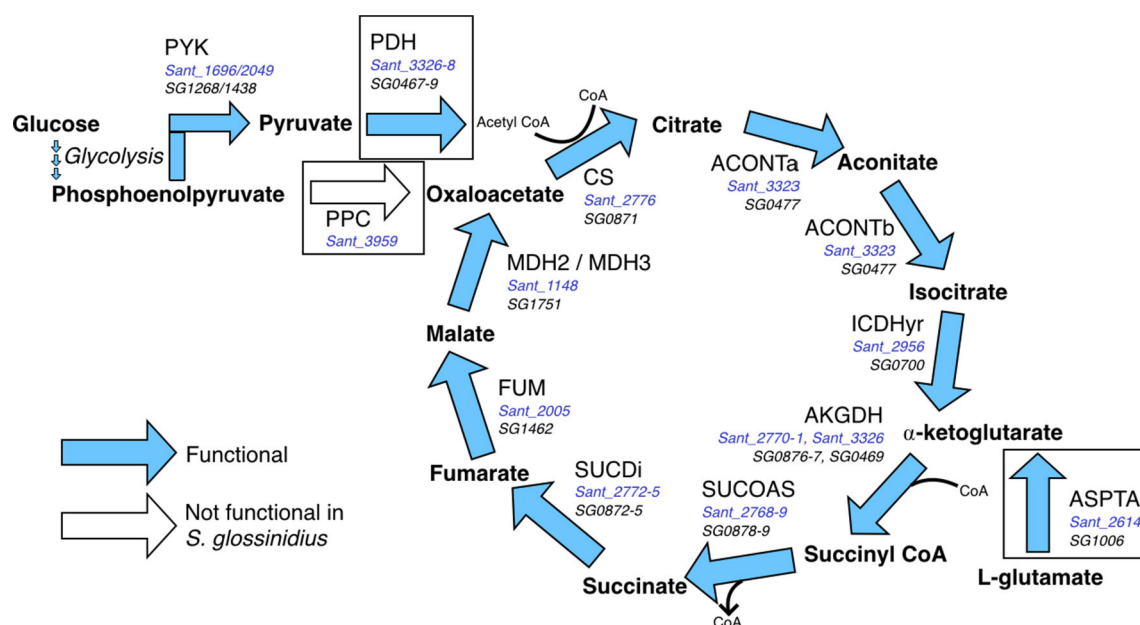 PYK
Sant_1696/2049
SG1268/1438
PDH
Sant_3326-8
SG0467-9
Glucose
Glycolysis
Phosphoenolpyruvate
Pyruvate
Acetyl CoA
CoA
Citrate
PPC
Sant_3959
Oxaloacetate
CS
Sant_2776
SG0871
ACONTa
Sant_3323
SG0477
Aconitate
ACONTb
Sant_3323
SG0477
MDH2 / MDH3
Sant_1148
SG1751
Isocitrate
Malate
ICDHyr
Sant_2956
SG0700
FUM
Sant_2005
SG1462
AKGDH
Sant_2770-1, Sant_3326
SG0876-7, SG0469
α-ketoglutarate
Fumarate
SUCDi
Sant_2772-5
SG0872-5
SUCOAS
Sant_2768-9
SG0878-9
CoA
ASPTA
Sant_2614
SG1006
Succinyl CoA
L-glutamate
Succinate
CoA
Functional
Not functional in
S. glossinidius